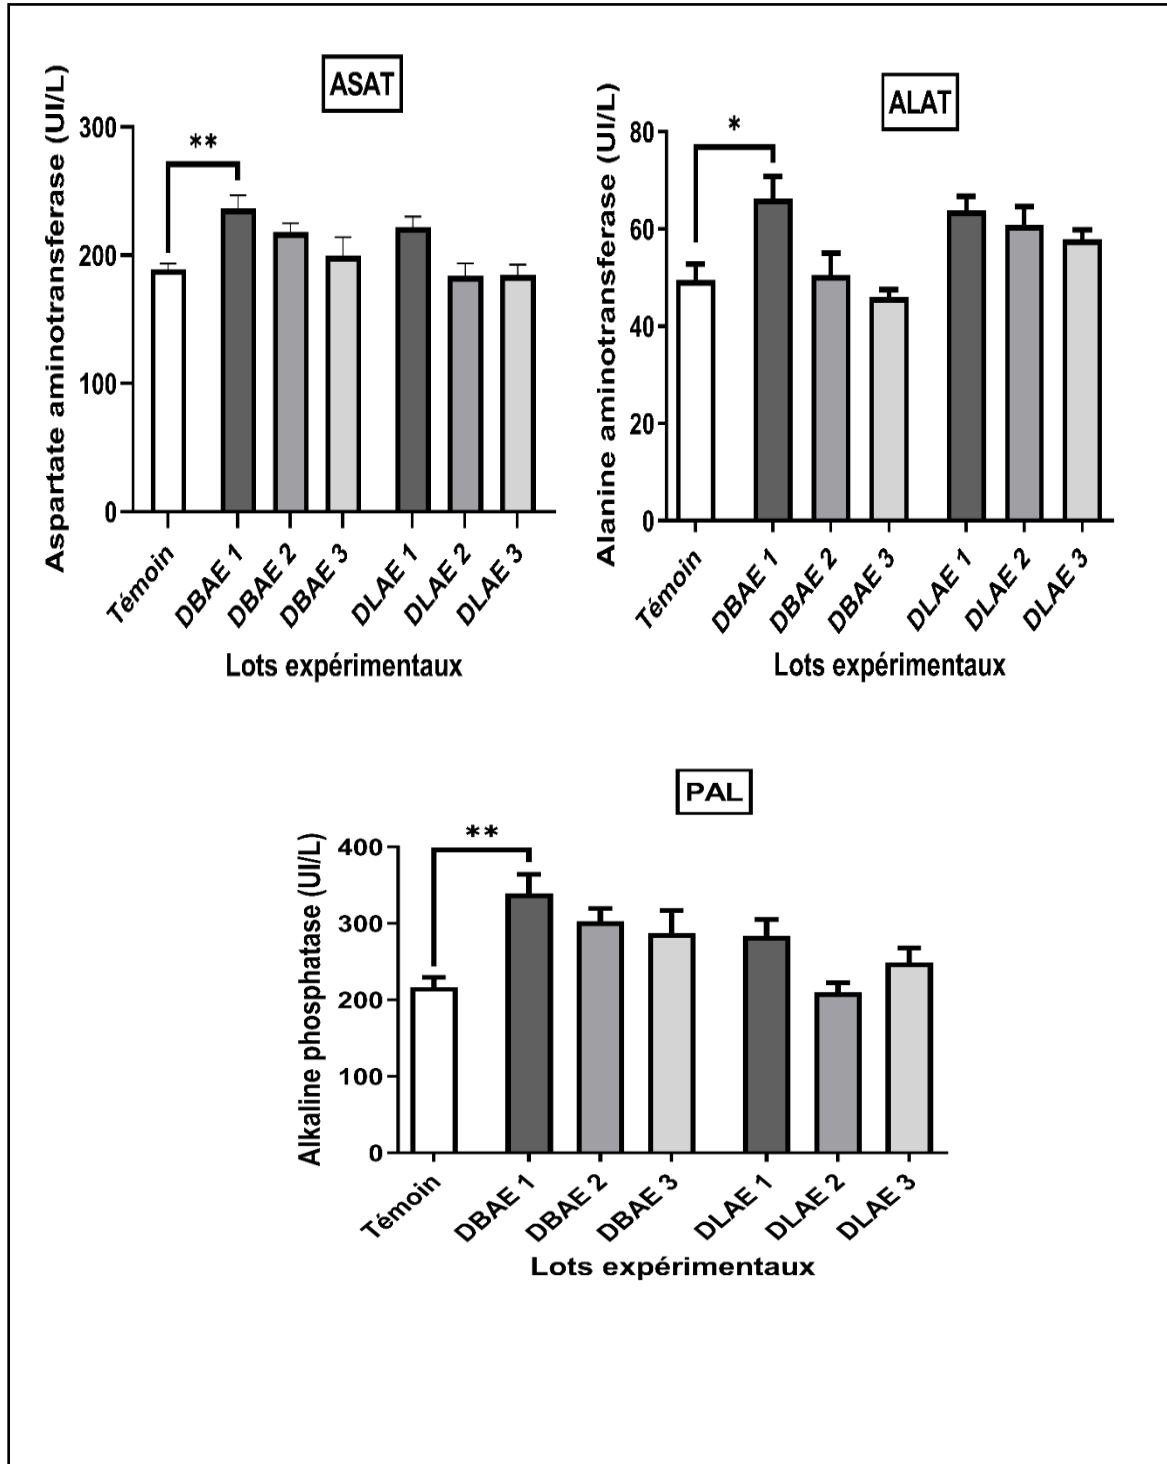 ASAT
Aspartate aminotransferase (UI/L)
300
200
100
0
**
Témoin
DBAE 1
DBAE 2
DBAE 3
DLAE 1
DLAE 2
DLAE 3
Lots expérimentaux
ALAT
Alanine aminotransferase (UI/L)
80
60
40
20
0
*
Témoin
DBAE 1
DBAE 2
DBAE 3
DLAE 1
DLAE 2
DLAE 3
Lots expérimentaux
PAL
Alkaline phosphatase (UI/L)
400
300
200
100
0
**
Témoin
DBAE 1
DBAE 2
DBAE 3
DLAE 1
DLAE 2
DLAE 3
Lots expérimentaux